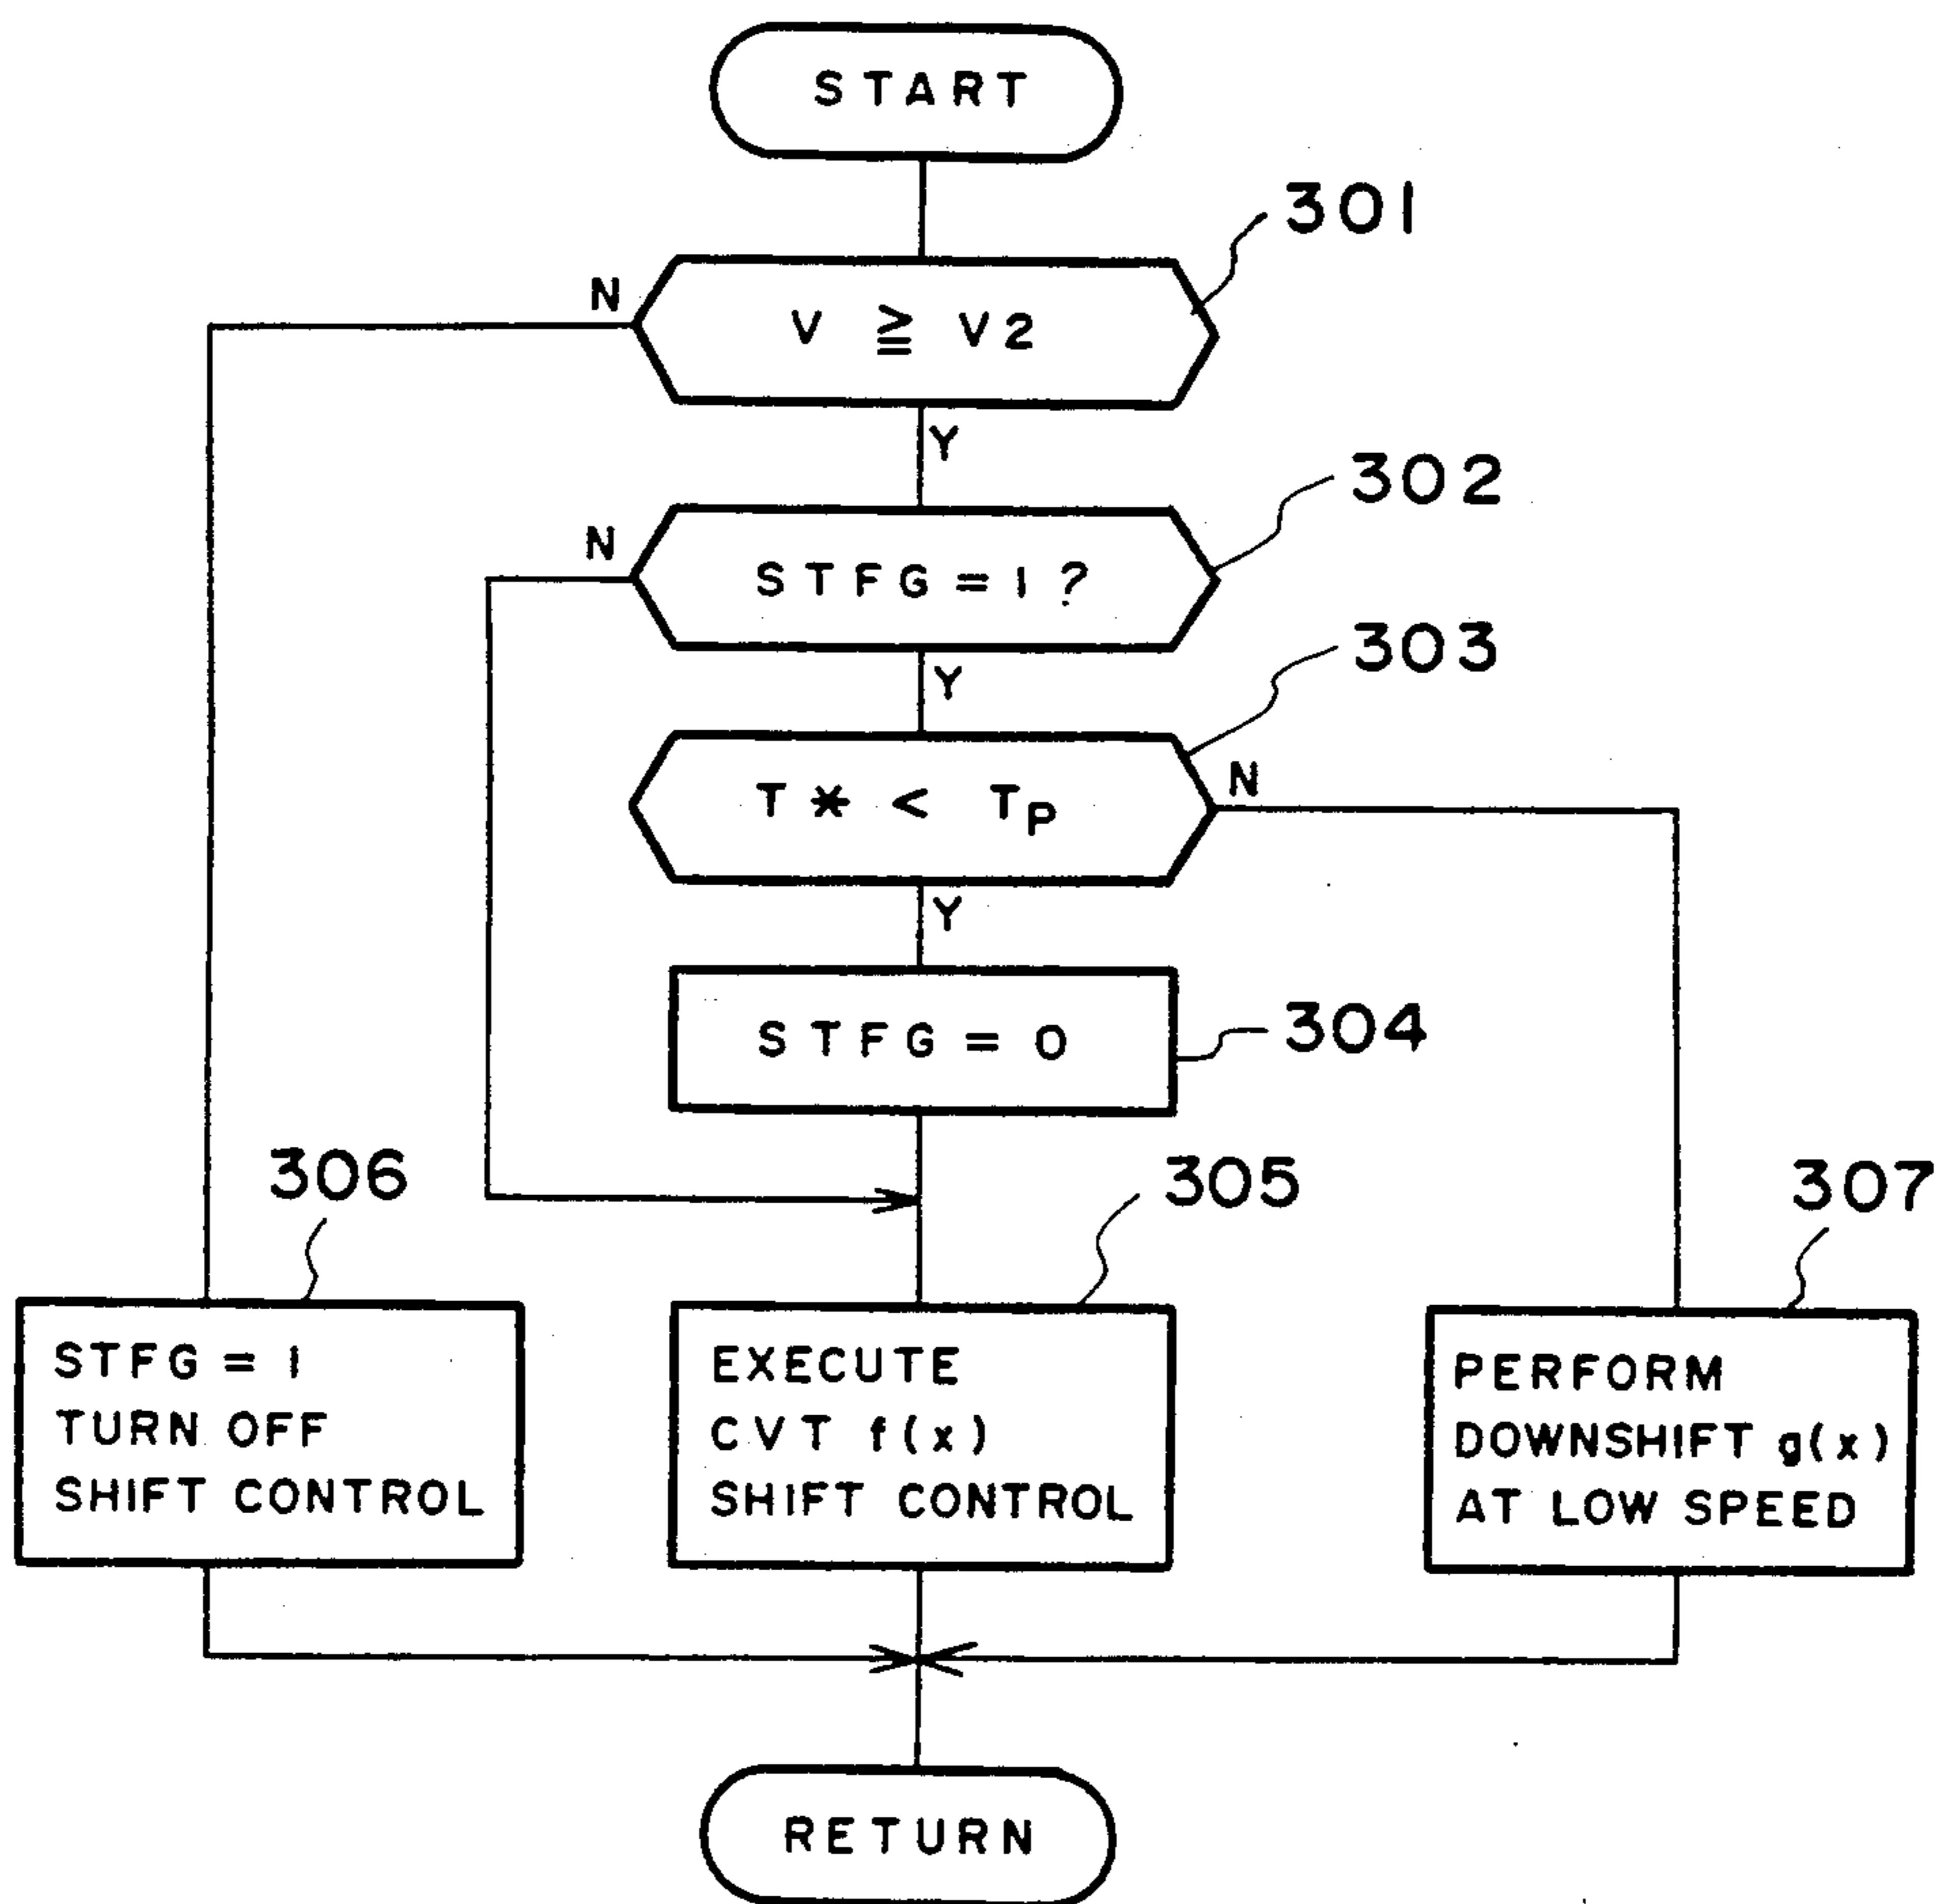 START
301
N
V ≧ V2
Y
302
N
STFG = 1 ?
303
Y
T * < TP
N
Y
STFG = 0
304
306
305
307
STFG = 1
TURN OFF
SHIFT CONTROL
EXECUTE
CVT f(x)
SHIFT CONTROL
PERFORM
DOWNSHIFT g(x)
AT LOW SPEED
RETURN